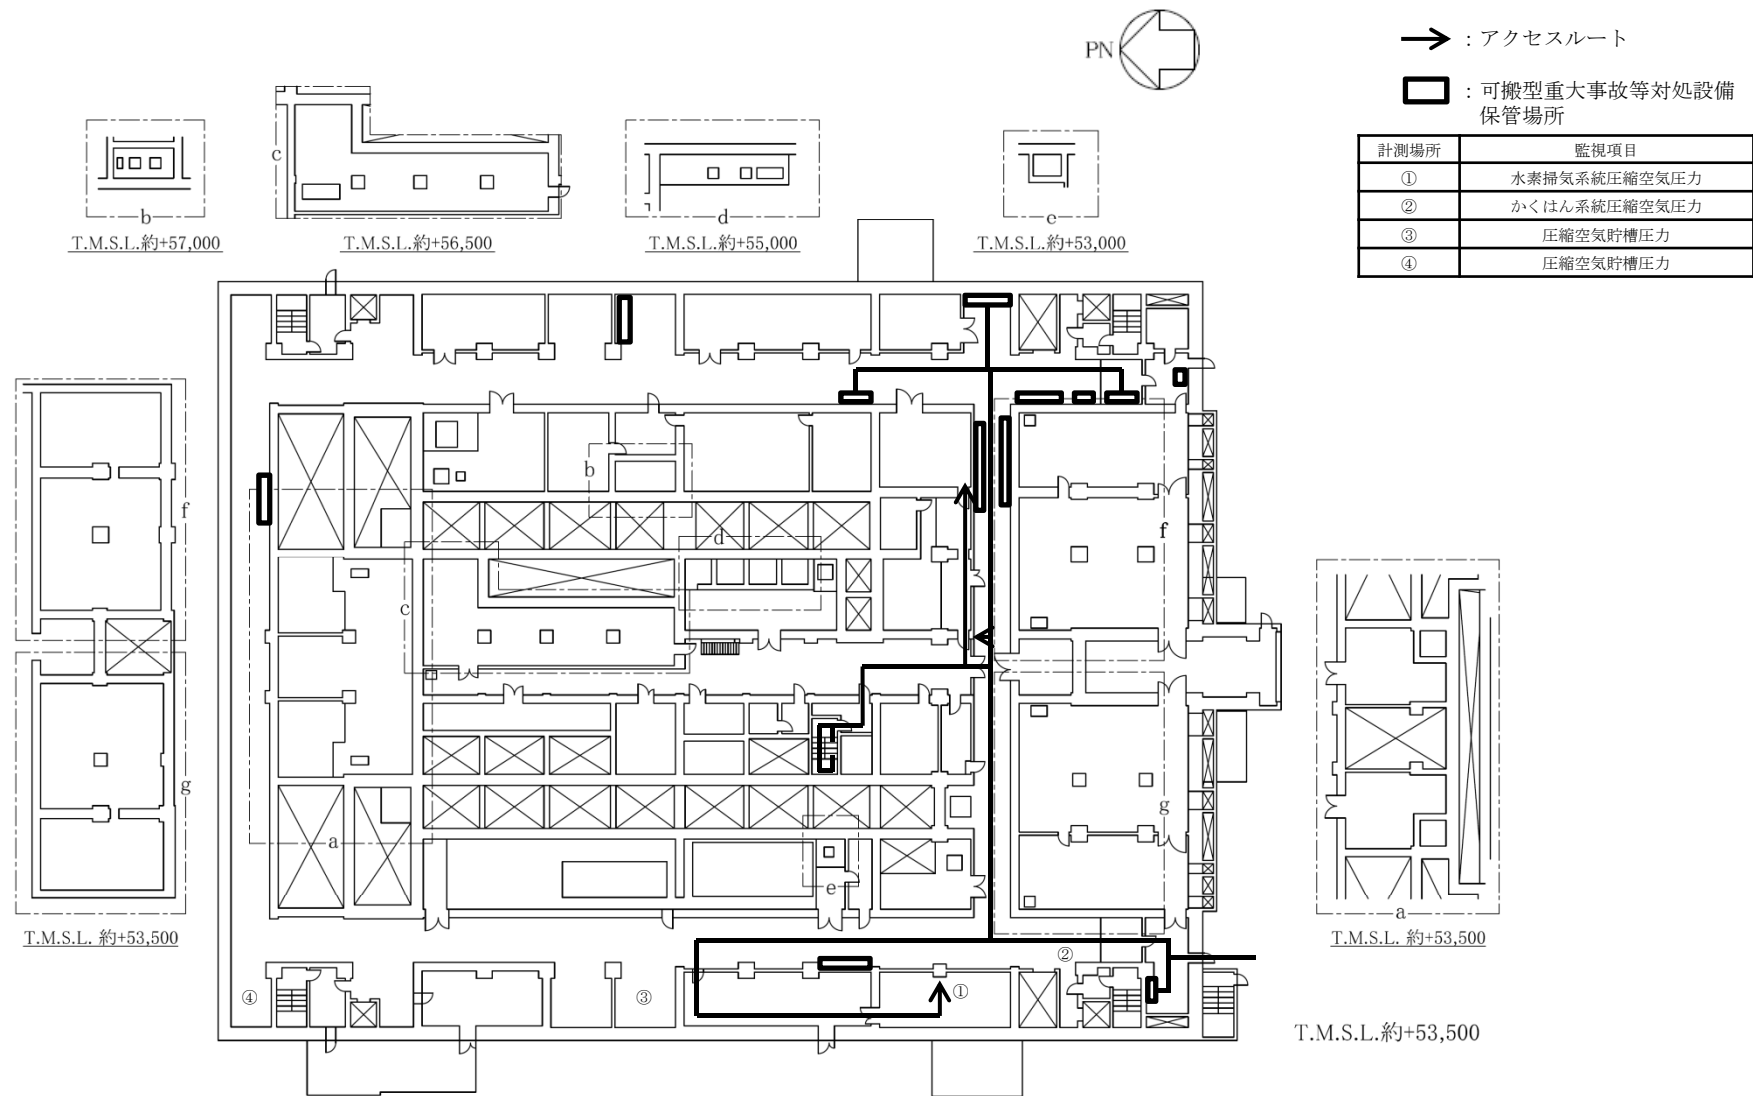 PN
：アクセスルート
：可搬型重大事故等対処設備
保管場所
計測場所 監視項目
① 水素掃気系統圧縮空気圧力
② かくはん系統圧縮空気圧力
③ 圧縮空気貯槽圧力
④ 圧縮空気貯槽圧力
b
T.M.S.L.約+57,000
c
T.M.S.L.約+56,500
d
T.M.S.L.約+55,000
e
T.M.S.L.約+53,000
f
g
T.M.S.L. 約+53,500
b
d
c
a
e
f
g
①
②
③
④
a
T.M.S.L. 約+53,500
T.M.S.L.約+53,500